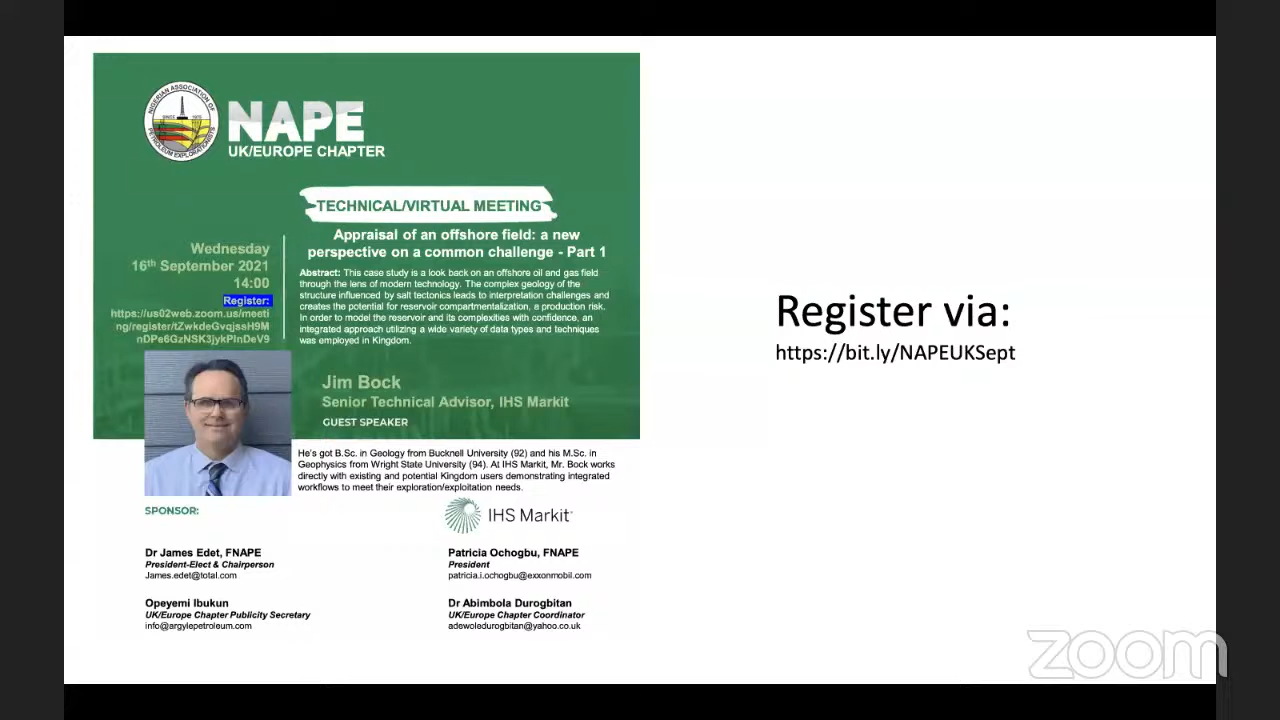 NIGERIAN ASSOCIATION OF
SINCE 1975
PETROLEUM EXPLORATIONISTS
NAPE
UK/EUROPE CHAPTER
TECHNICAL/VIRTUAL MEETING
Appraisal of an offshore field: a new
perspective on a common challenge - Part 1
Wednesday
16th September 2021
14:00
Register:
https://us02web.zoom.us/meeti
ng/register/tZwkdeGvqjssH9M
nDPe6GzNSK3jykPInDeV9
Abstract: This case study is a look back on an offshore oil and gas field
through the lens of modern technology. The complex geology of the
structure influenced by salt tectonics leads to interpretation challenges and
creates the potential for reservoir compartmentalization, a production risk.
In order to model the reservoir and its complexities with confidence, an
integrated approach utilizing a wide variety of data types and techniques
was employed in Kingdom.
Jim Bock
Senior Technical Advisor, IHS Markit
GUEST SPEAKER
He's got B.Sc. in Geology from Bucknell University (92) and his M.Sc. in
Geophysics from Wright State University (94). At IHS Markit, Mr. Bock works
directly with existing and potential Kingdom users demonstrating integrated
workflows to meet their exploration/exploitation needs.
SPONSOR:
IHS Markit
Dr James Edet, FNAPE
President-Elect & Chairperson
James.edet@total.com
Patricia Ochogbu, FNAPE
President
patricia.i.ochogbu@exxonmobil.com
Opeyemi Ibukun
UK/Europe Chapter Publicity Secretary
info@argylepetroleum.com
Dr Abimbola Durogbitan
UK/Europe Chapter Coordinator
adewoledurogbitan@yahoo.co.uk
Register via:
https://bit.ly/NAPEUKSept
zoom